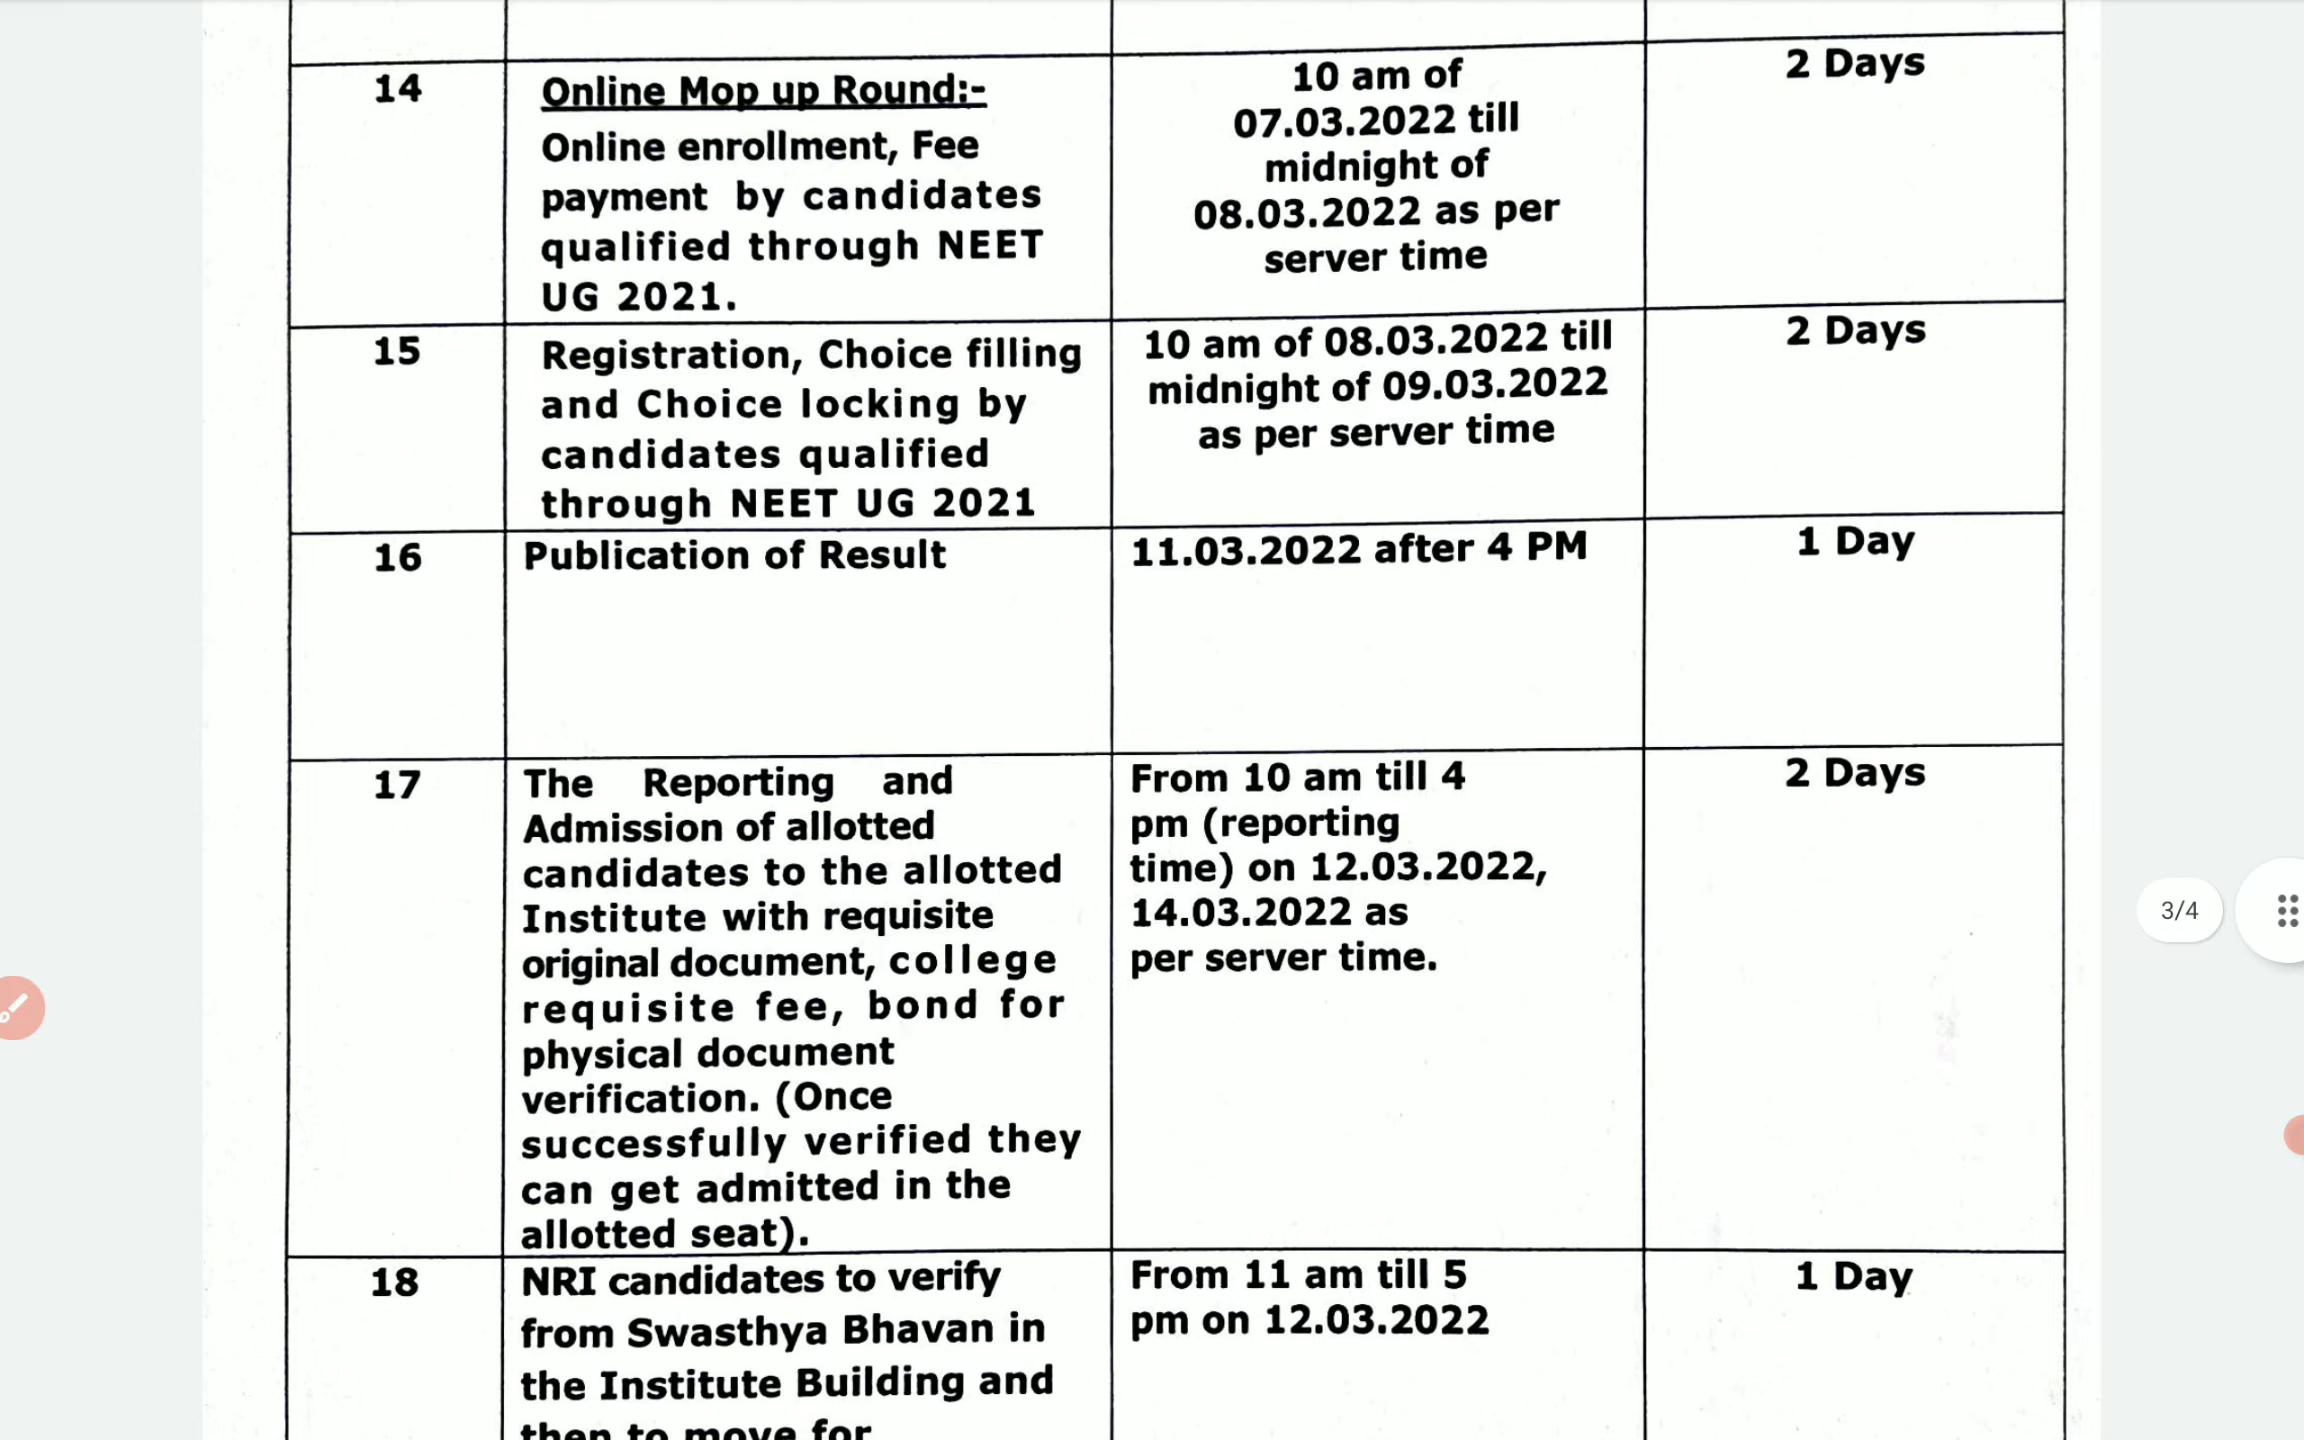 14
Online Mop up Round:-
Online enrollment, Fee
payment by candidates
qualified through NEET
UG 2021.
10 am of
07.03.2022 till
midnight of
08.03.2022 as per
server time
2 Days
15
Registration, Choice filling
and Choice locking by
candidates qualified
through NEET UG 2021
10 am of 08.03.2022 till
midnight of 09.03.2022
as per server time
2 Days
16
Publication of Result
11.03.2022 after 4 PM
1 Day
17
The Reporting and
Admission of allotted
candidates to the allotted
Institute with requisite
original document, college
requisite fee, bond for
physical document
verification. (Once
successfully verified they
can get admitted in the
allotted seat).
From 10 am till 4
pm (reporting
time) on 12.03.2022,
14.03.2022 as
per server time.
2 Days
3/4
18
NRI candidates to verify
from Swasthya Bhavan in
the Institute Building and
then to move for
From 11 am till 5
pm on 12.03.2022
1 Day